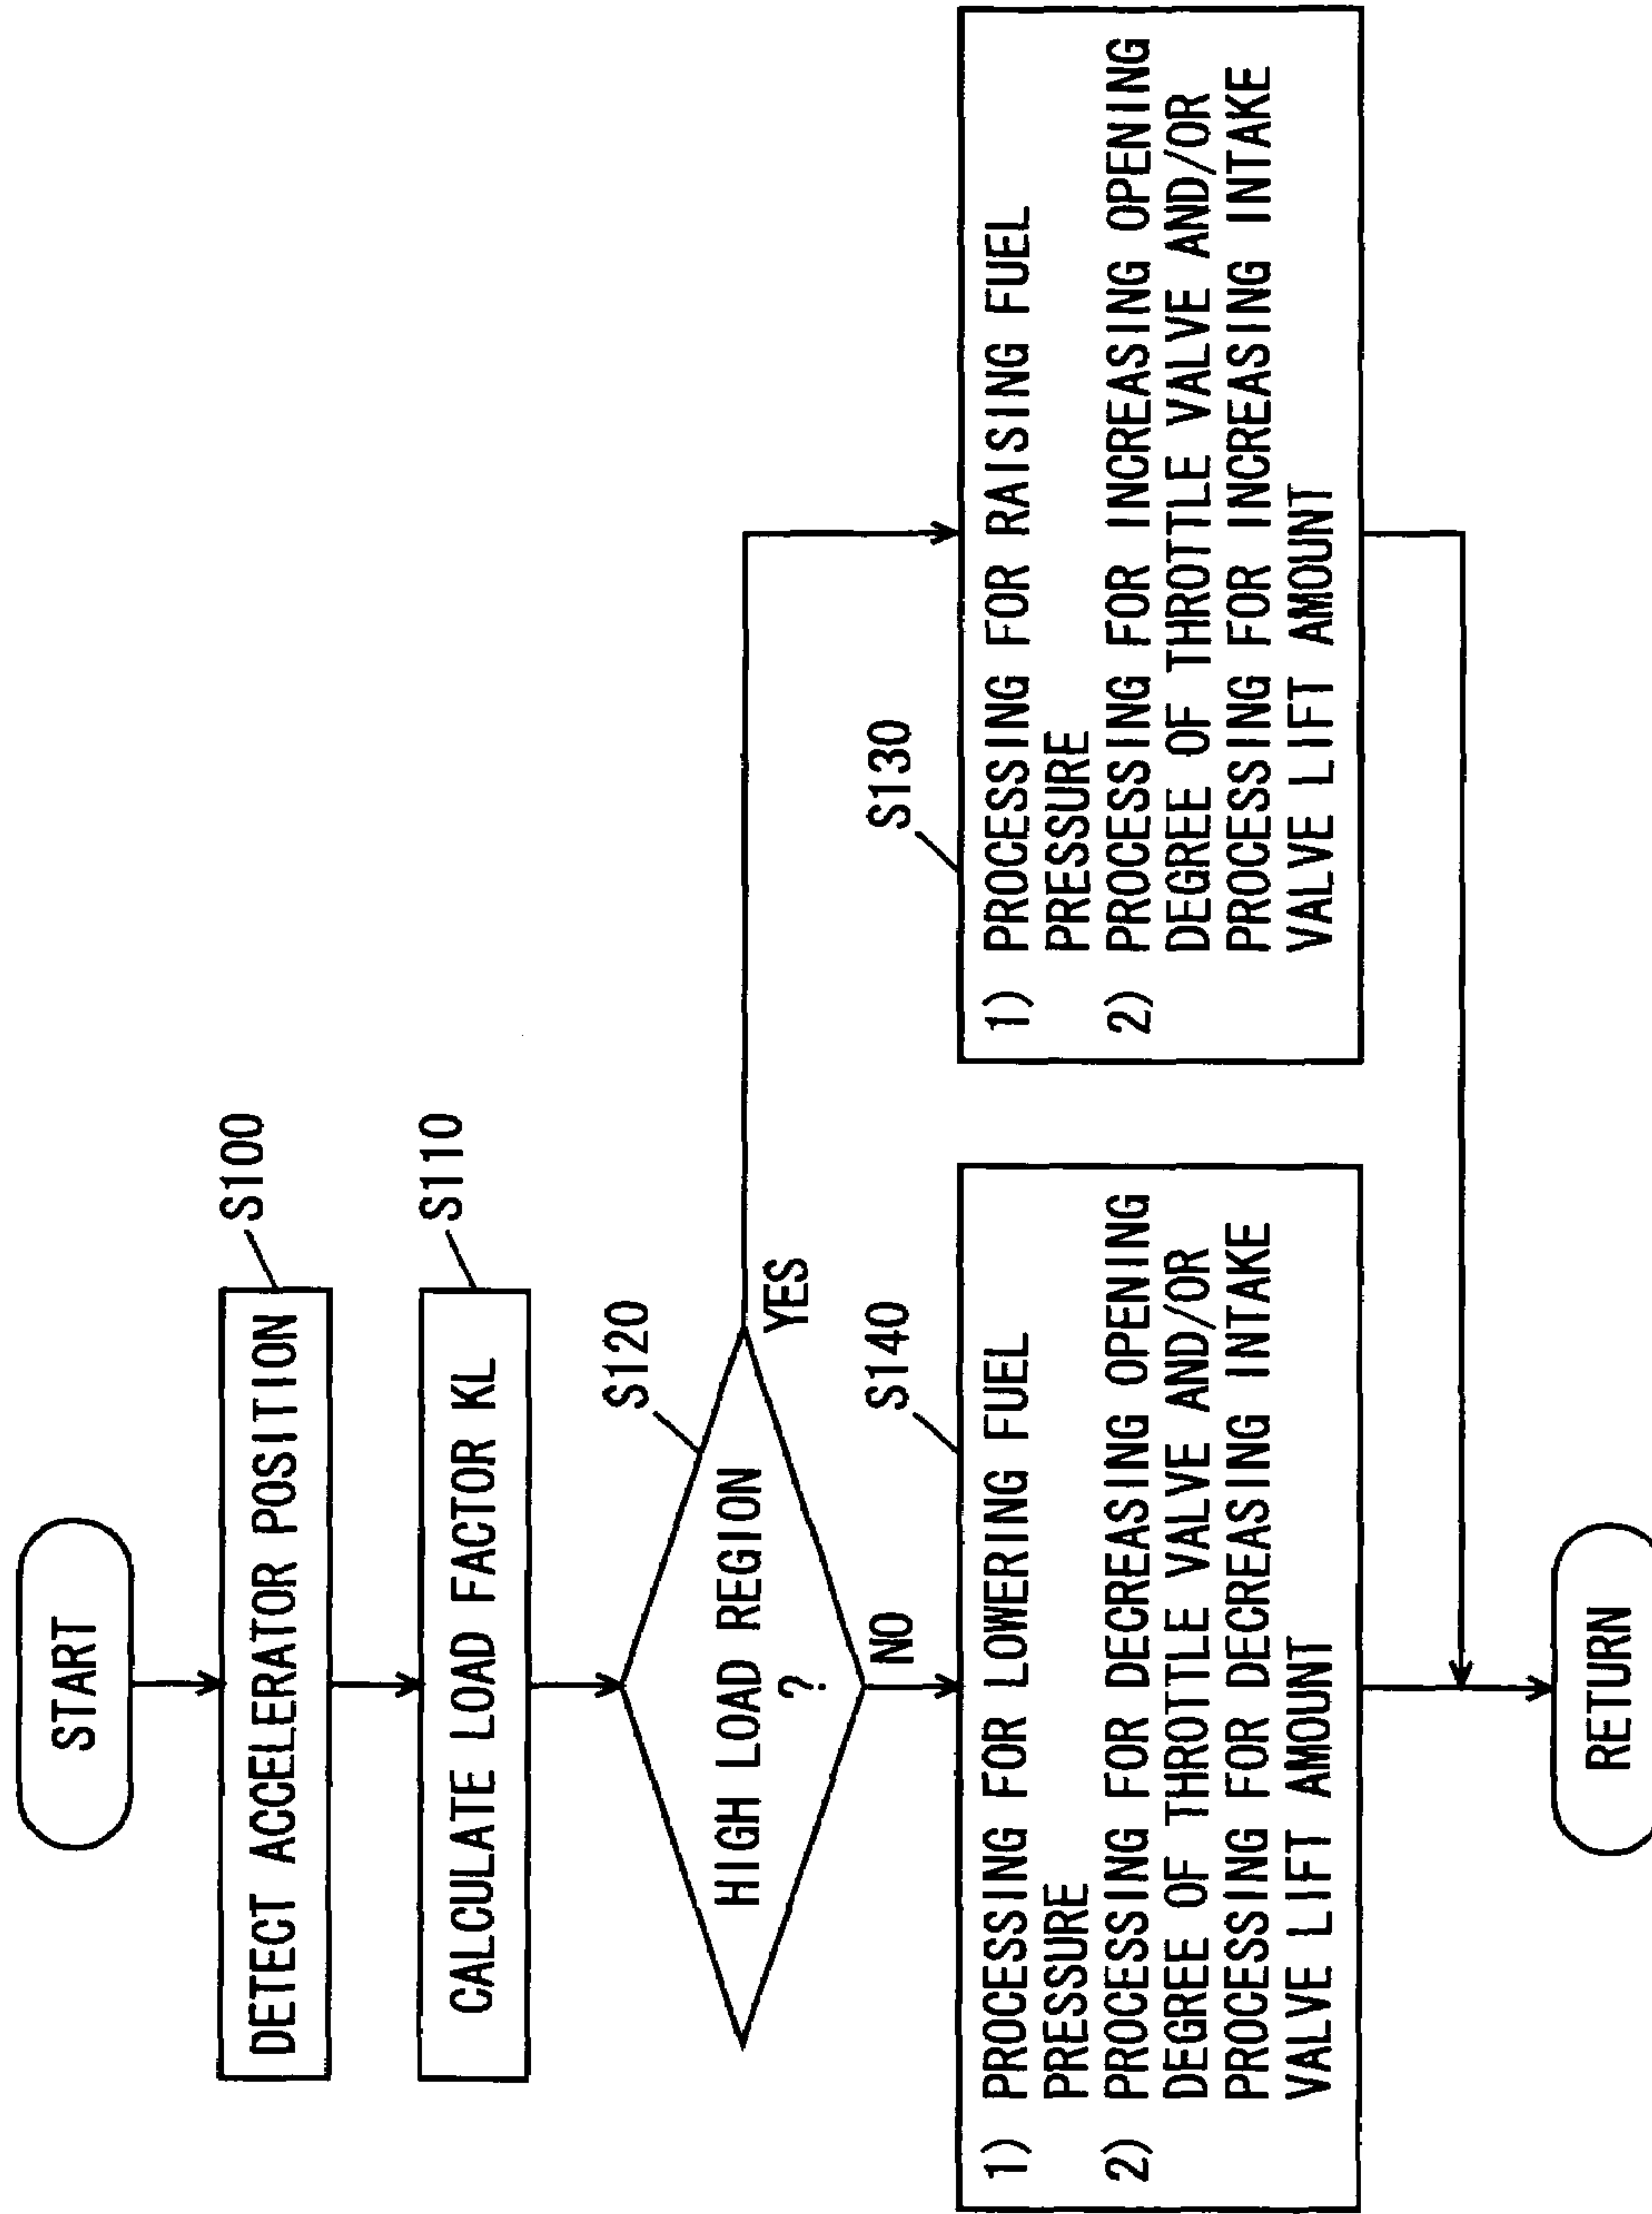 START
S100
DETECT ACCELERATOR POSITION
S110
CALCULATE LOAD FACTOR KL
S120
HIGH LOAD REGION
?
YES
NO
S140
1) PROCESSING FOR LOWERING FUEL
PRESSURE
2) PROCESSING FOR DECREASING OPENING
DEGREE OF THROTTLE VALVE AND/OR
PROCESSING FOR DECREASING INTAKE
VALVE LIFT AMOUNT
S130
1) PROCESSING FOR RAISING FUEL
PRESSURE
2) PROCESSING FOR INCREASING OPENING
DEGREE OF THROTTLE VALVE AND/OR
PROCESSING FOR INCREASING INTAKE
VALVE LIFT AMOUNT
RETURN